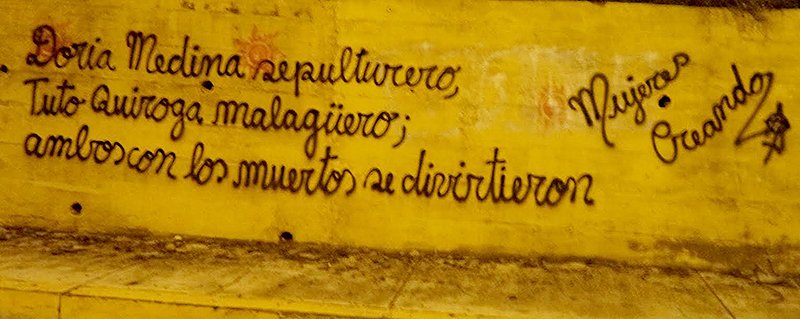 Doria Medina sepulturero,
Tuto Quiroga malagüero;
ambos con los muertos se divirtieron
Mujeres
Creando